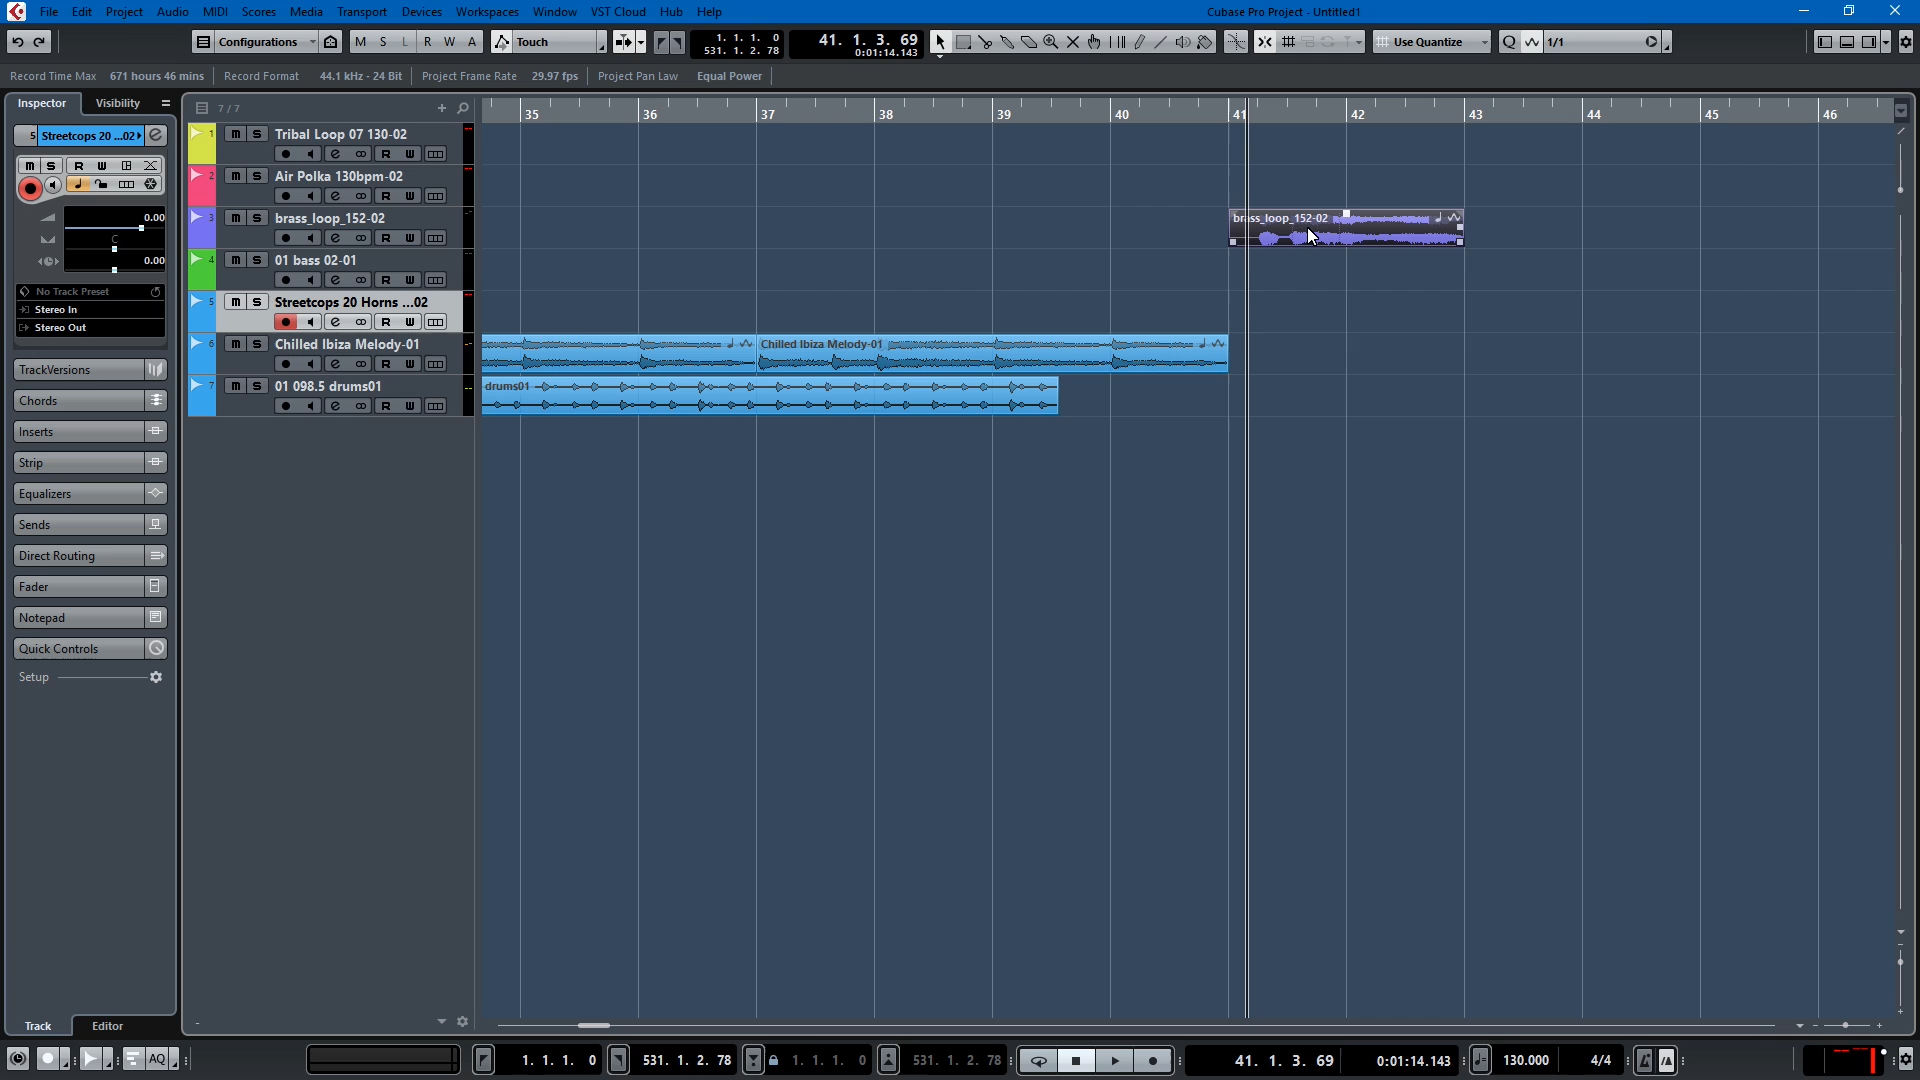 File Edit Project Audio MIDI Scores Media Transport Devices Workspaces Window VST Cloud Hub Help Cubase Pro Project - Untitled1
Configurations M S L R W A Touch 1. 1. 1. 0 531. 1. 2. 78 41. 1. 3. 69 0:01:14.143 Use Quantize Q 1/1
Record Time Max 671 hours 46 mins Record Format 44.1 kHz - 24 Bit Project Frame Rate 29.97 fps Project Pan Law Equal Power
Inspector Visibility 7 / 7 35 36 37 38 39 40 41 42 43 44 45 46
5 Streetcops 20 ...02 e
m S R W
0.00
C
0.00
No Track Preset
Stereo In
Stereo Out
TrackVersions
Chords
Inserts
Strip
Equalizers
Sends
Direct Routing
Fader
Notepad
Quick Controls
Setup
1 m S Tribal Loop 07 130-02
e R W
2 m S Air Polka 130bpm-02
e R W
3 m S brass_loop_152-02 brass_loop_152-02
e R W
4 m S 01 bass 02-01
e R W
5 m S Streetcops 20 Horns ...02
e R W
6 m S Chilled Ibiza Melody-01 Chilled Ibiza Melody-01
e R W
7 m S 01 098.5 drums01 drums01
e R W
Track Editor
AQ 1. 1. 1. 0 531. 1. 2. 78 1. 1. 1. 0 531. 1. 2. 78 41. 1. 3. 69 0:01:14.143 130.000 4/4